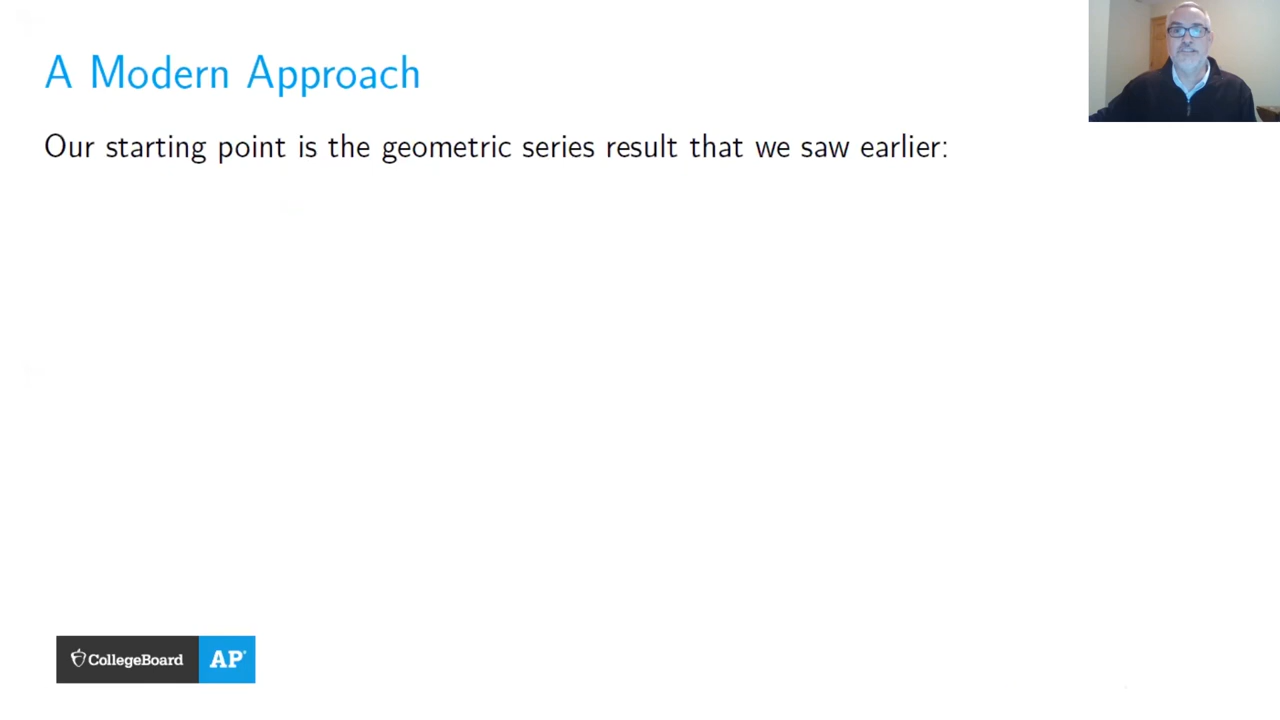 A Modern Approach
Our starting point is the geometric series result that we saw earlier:
CollegeBoard AP